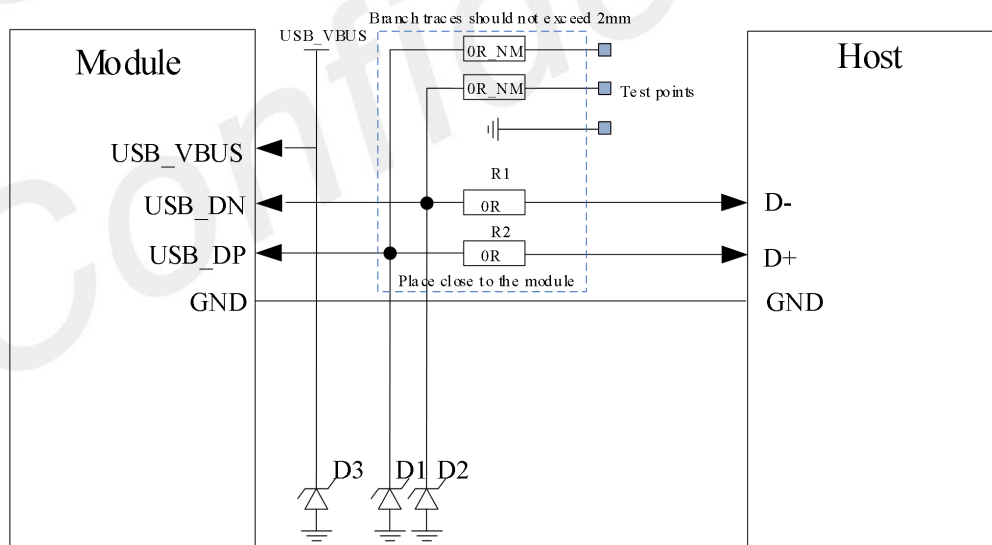 Branch traces should not exceed 2mm
Module
USB_VBUS
0R_NM
Host
0R_NM
Test points
USB_VBUS
R1
USB_DN
0R
D-
R2
USB_DP
0R
D+
Place close to the module
GND
GND
D3
D1
D2